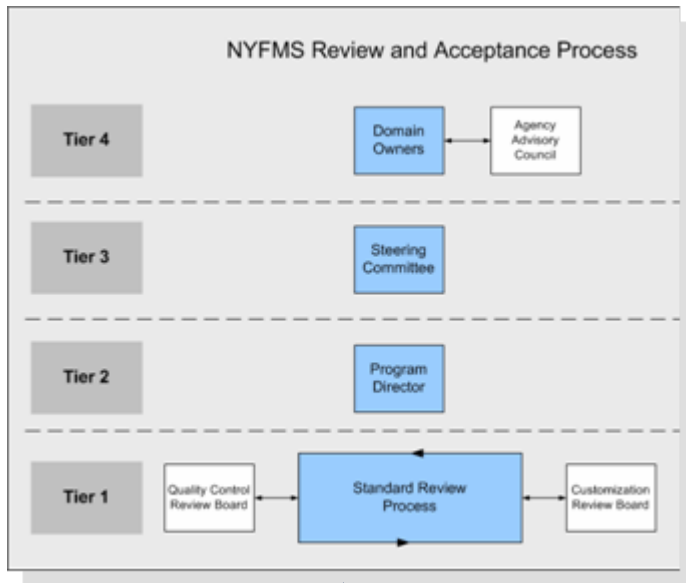 NYFMS Review and Acceptance Process
Tier 4
Domain
Owners
Agency
Advisory
Council
Tier 3
Steering
Committee
Tier 2
Program
Director
Tier 1
Quality Control
Review Board
Standard Review
Process
Customization
Review Board